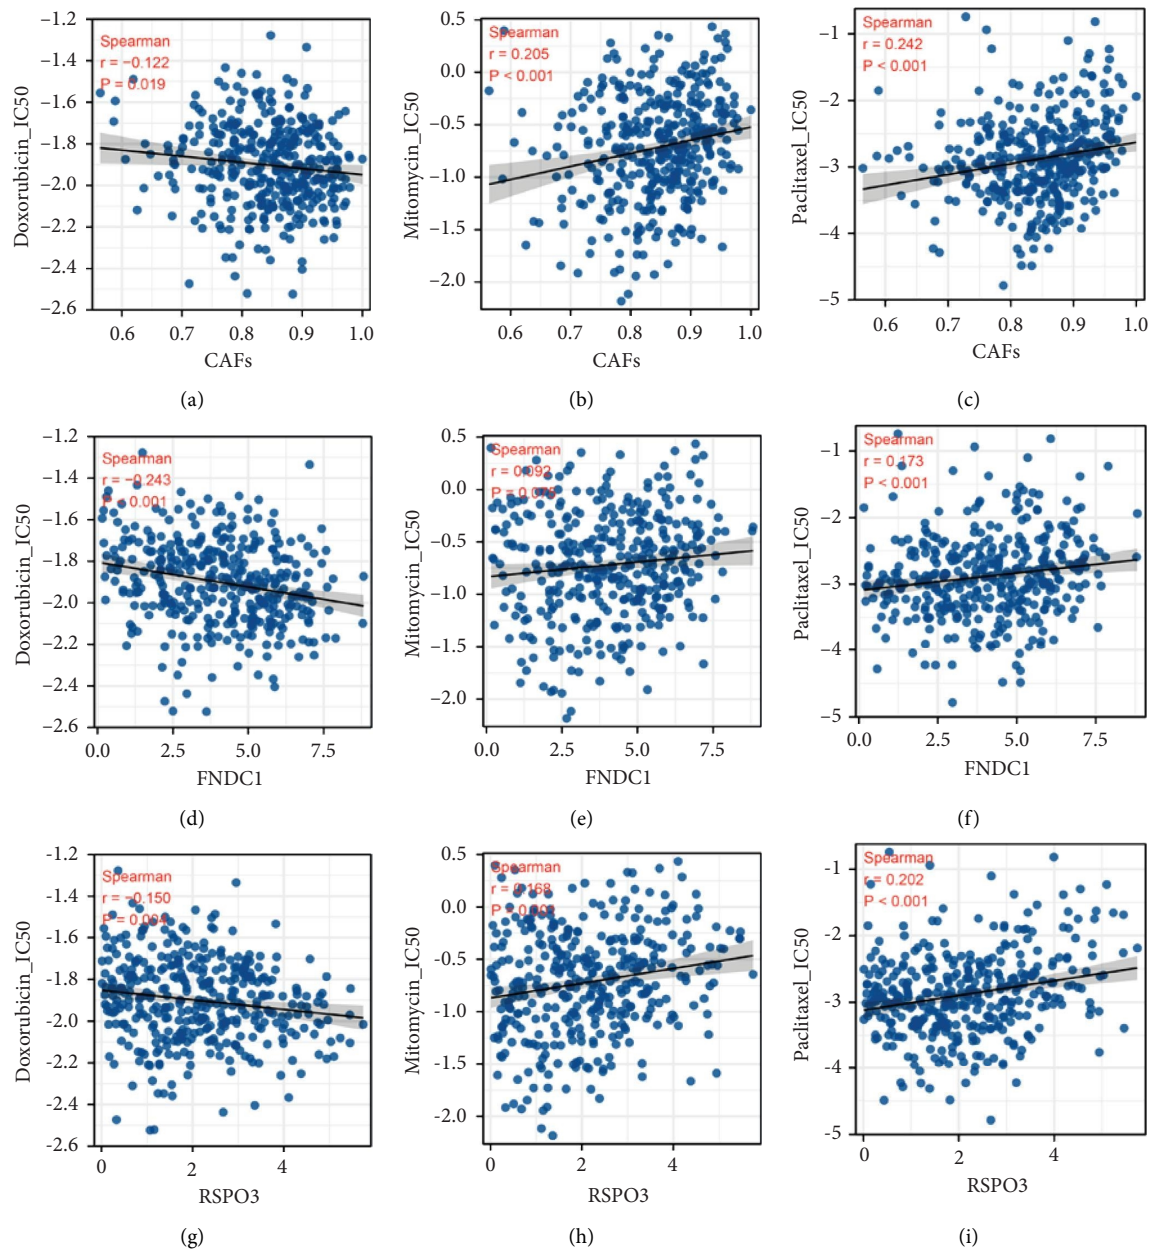 −1.2
−1.4
−1.6
−1.8
−2.0
−2.2
−2.4
−2.6
Doxorubicin_IC50
Spearman
r = −0.122
P = 0.019
0.6 0.7 0.8 0.9 1.0
CAFs
(a)
0.5
0.0
−0.5
−1.0
−1.5
−2.0
Mitomycin_IC50
Spearman
r = 0.205
P < 0.001
0.6 0.7 0.8 0.9 1.0
CAFs
(b)
−1
−2
−3
−4
−5
Paclitaxel_IC50
Spearman
r = 0.242
P < 0.001
0.6 0.7 0.8 0.9 1.0
CAFs
(c)
−1.2
−1.4
−1.6
−1.8
−2.0
−2.2
−2.4
−2.6
Doxorubicin_IC50
Spearman
r = −0.243
P < 0.001
0.0 2.5 5.0 7.5
FNDC1
(d)
0.5
0.0
−0.5
−1.0
−1.5
−2.0
Mitomycin_IC50
Spearman
r = 0.092
P =
0.0 2.5 5.0 7.5
FNDC1
(e)
−1
−2
−3
−4
−5
Paclitaxel_IC50
Spearman
r = 0.173
P < 0.001
0.0 2.5 5.0 7.5
FNDC1
(f)
-1.2
-1.4
-1.6
-1.8
-2.0
-2.2
-2.4
-2.6
Doxorubicin_IC50
Spearman
r = −0.150
P = 0.004
0 2 4
RSPO3
(g)
0.5
0.0
-0.5
-1.0
-1.5
-2.0
Mitomycin_IC50
Spearman
r = 0.168
P =
0 2 4
RSPO3
(h)
-1
-2
-3
-4
-5
Paclitaxel_IC50
Spearman
r = 0.202
P < 0.001
0 2 4
RSPO3
(i)